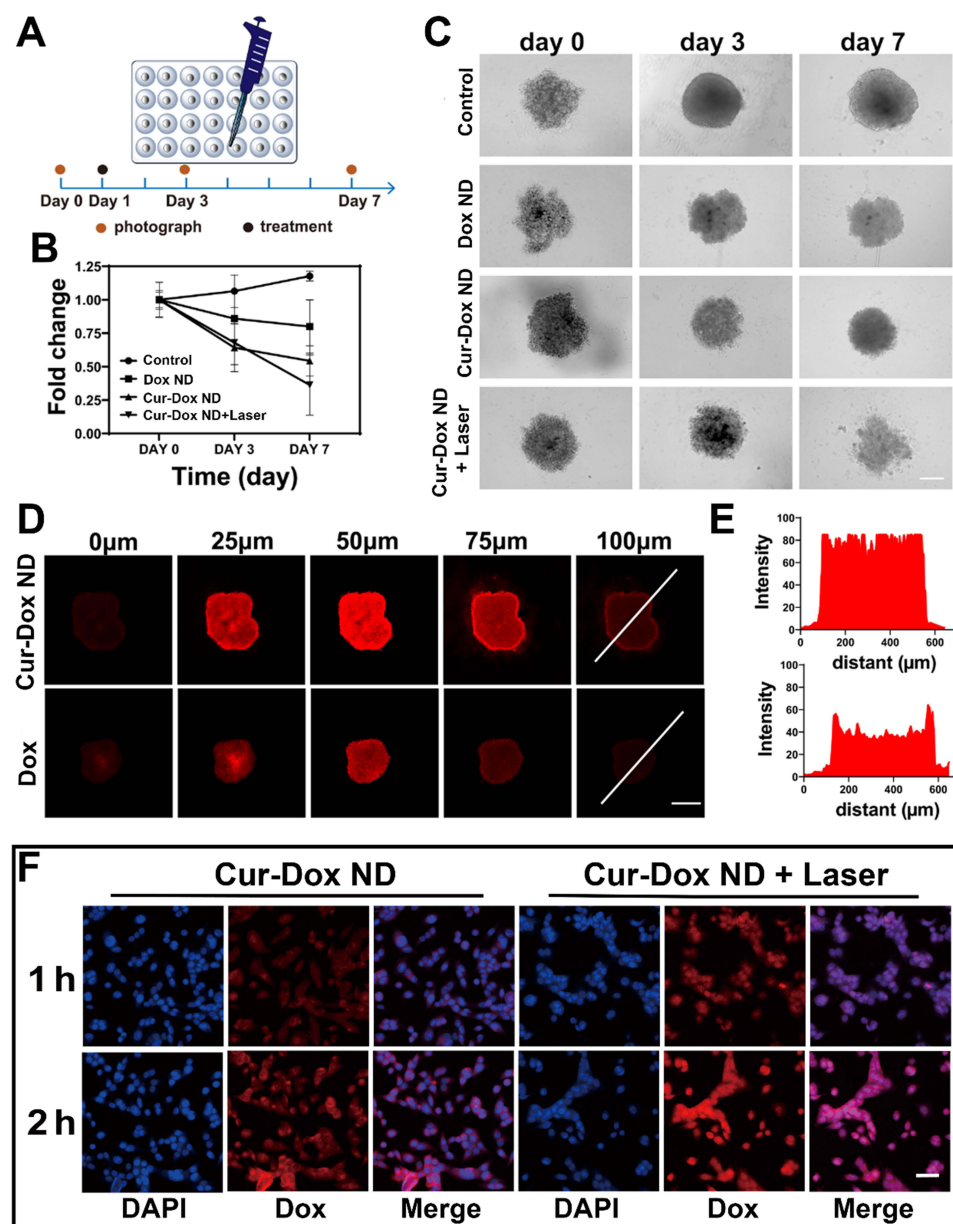 A
Day 0 Day 1 Day 3 Day 7
photograph treatment
B
Fold change
1.25
1.00
0.75
0.50
0.25
0.00
Control
Dox ND
Cur-Dox ND
Cur-Dox ND+Laser
DAY 0 DAY 3 DAY 7
Time (day)
C
day 0 day 3 day 7
Control
Dox ND
Cur-Dox ND
Cur-Dox ND
+ Laser
D
0μm 25μm 50μm 75μm 100μm
Cur-Dox ND
Dox
E
Intensity
100
80
60
40
20
0
0 200 400 600
distant (μm)
Intensity
100
80
60
40
20
0
0 200 400 600
distant (μm)
F
Cur-Dox ND Cur-Dox ND + Laser
1 h
2 h
DAPI Dox Merge DAPI Dox Merge